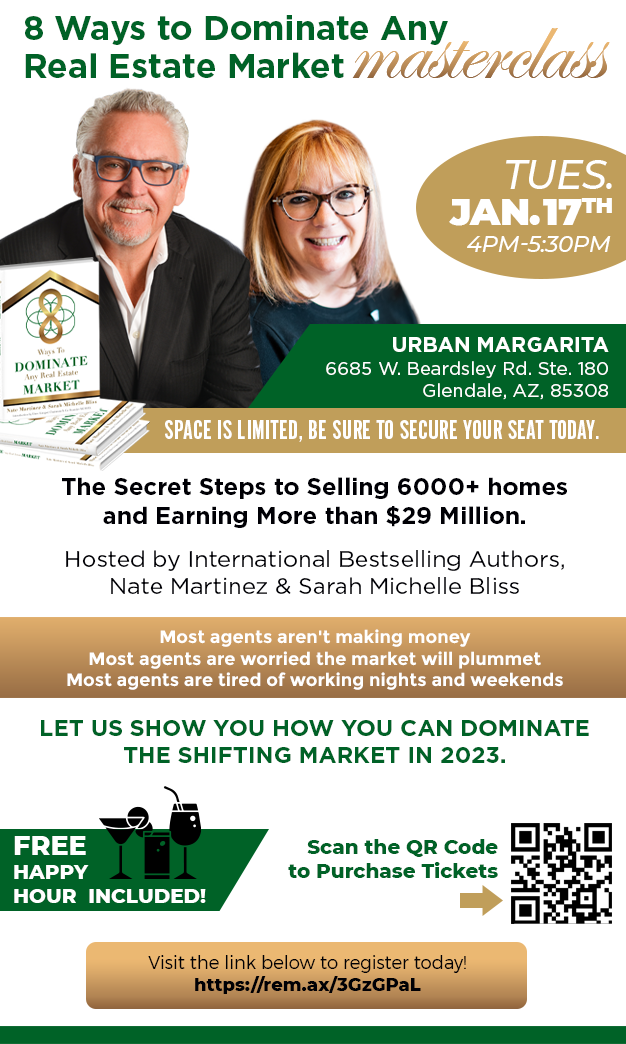 8 Ways to Dominate Any
Real Estate Market masterclass
TUES.
JAN. 17TH
4PM-5:30PM
8
Ways To
DOMINATE
Any Real Estate
MARKET
Nate Martinez & Sarah Michelle Bliss
URBAN MARGARITA
6685 W. Beardsley Rd. Ste. 180
Glendale, AZ, 85308
SPACE IS LIMITED, BE SURE TO SECURE YOUR SEAT TODAY.
The Secret Steps to Selling 6000+ homes
and Earning More than $29 Million.
Hosted by International Bestselling Authors,
Nate Martinez & Sarah Michelle Bliss
Most agents aren't making money
Most agents are worried the market will plummet
Most agents are tired of working nights and weekends
LET US SHOW YOU HOW YOU CAN DOMINATE
THE SHIFTING MARKET IN 2023.
FREE
HAPPY
HOUR INCLUDED!
Scan the QR Code
to Purchase Tickets
Visit the link below to register today!
https://rem.ax/3GzGPaL